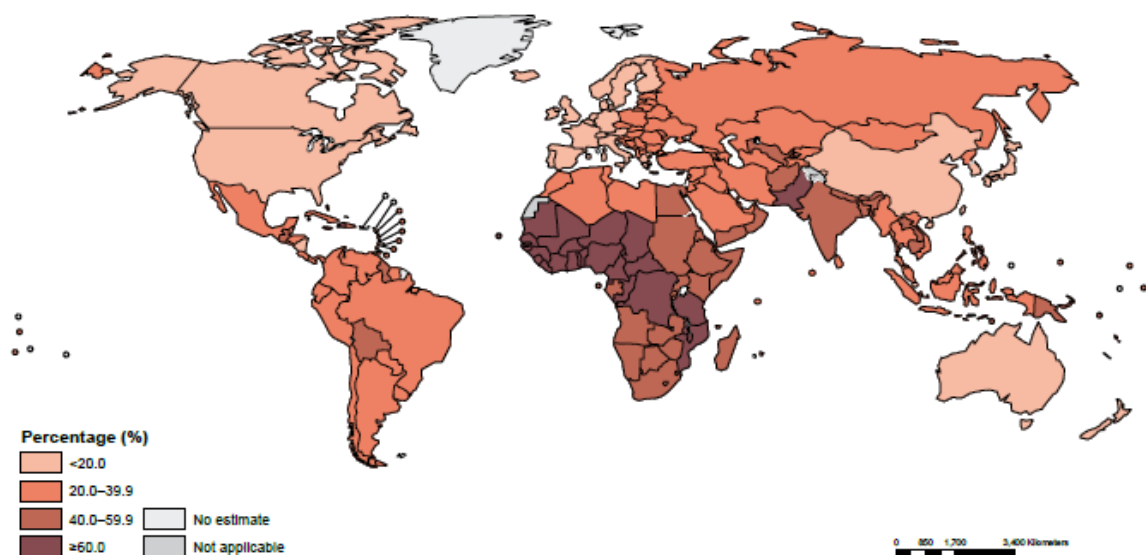 Percentage (%)
<20.0
20.0–39.9
40.0–59.9
≥60.0
No estimate
Not applicable
0 850 1,700 3,400 Kilometers